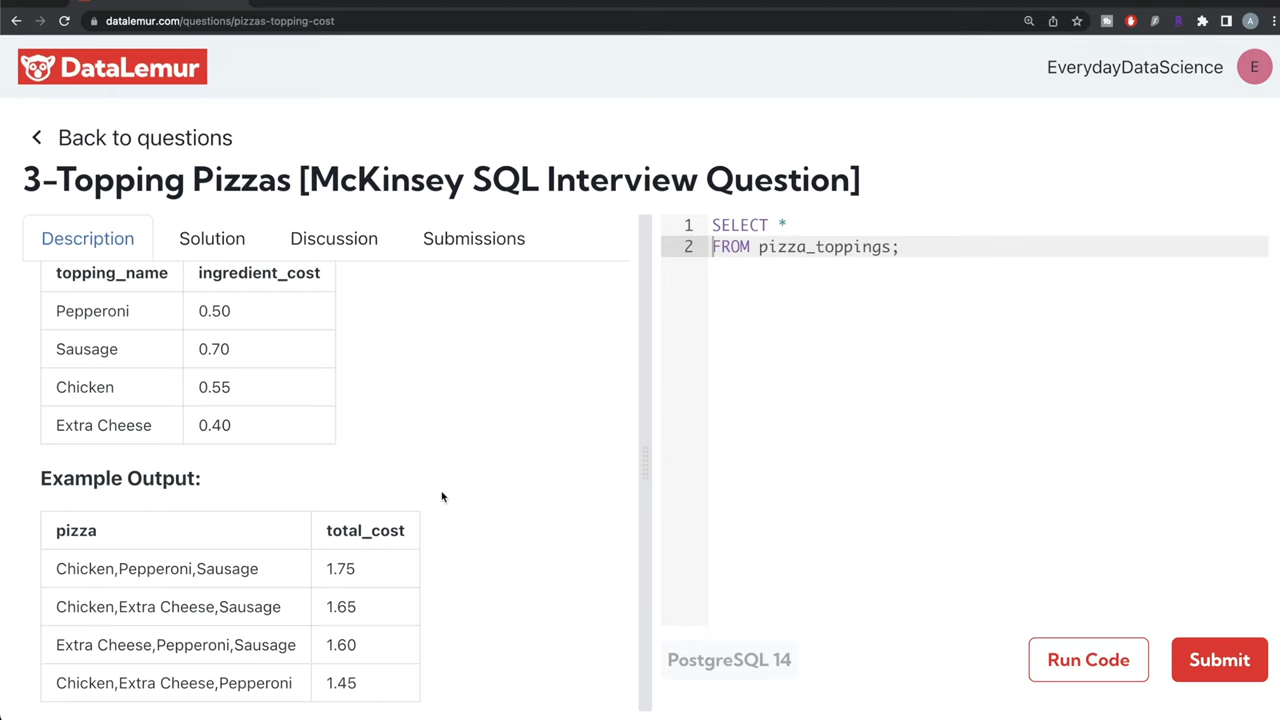 datalemur.com/questions/pizzas-topping-cost
A
DataLemur
EverydayDataScience
E
Back to questions
3-Topping Pizzas [McKinsey SQL Interview Question]
Description Solution Discussion Submissions
topping_name ingredient_cost
Pepperoni 0.50
Sausage 0.70
Chicken 0.55
Extra Cheese 0.40
Example Output:
pizza total_cost
Chicken,Pepperoni,Sausage 1.75
Chicken,Extra Cheese,Sausage 1.65
Extra Cheese,Pepperoni,Sausage 1.60
Chicken,Extra Cheese,Pepperoni 1.45
1 SELECT *
2 FROM pizza_toppings;
PostgreSQL 14
Run Code
Submit